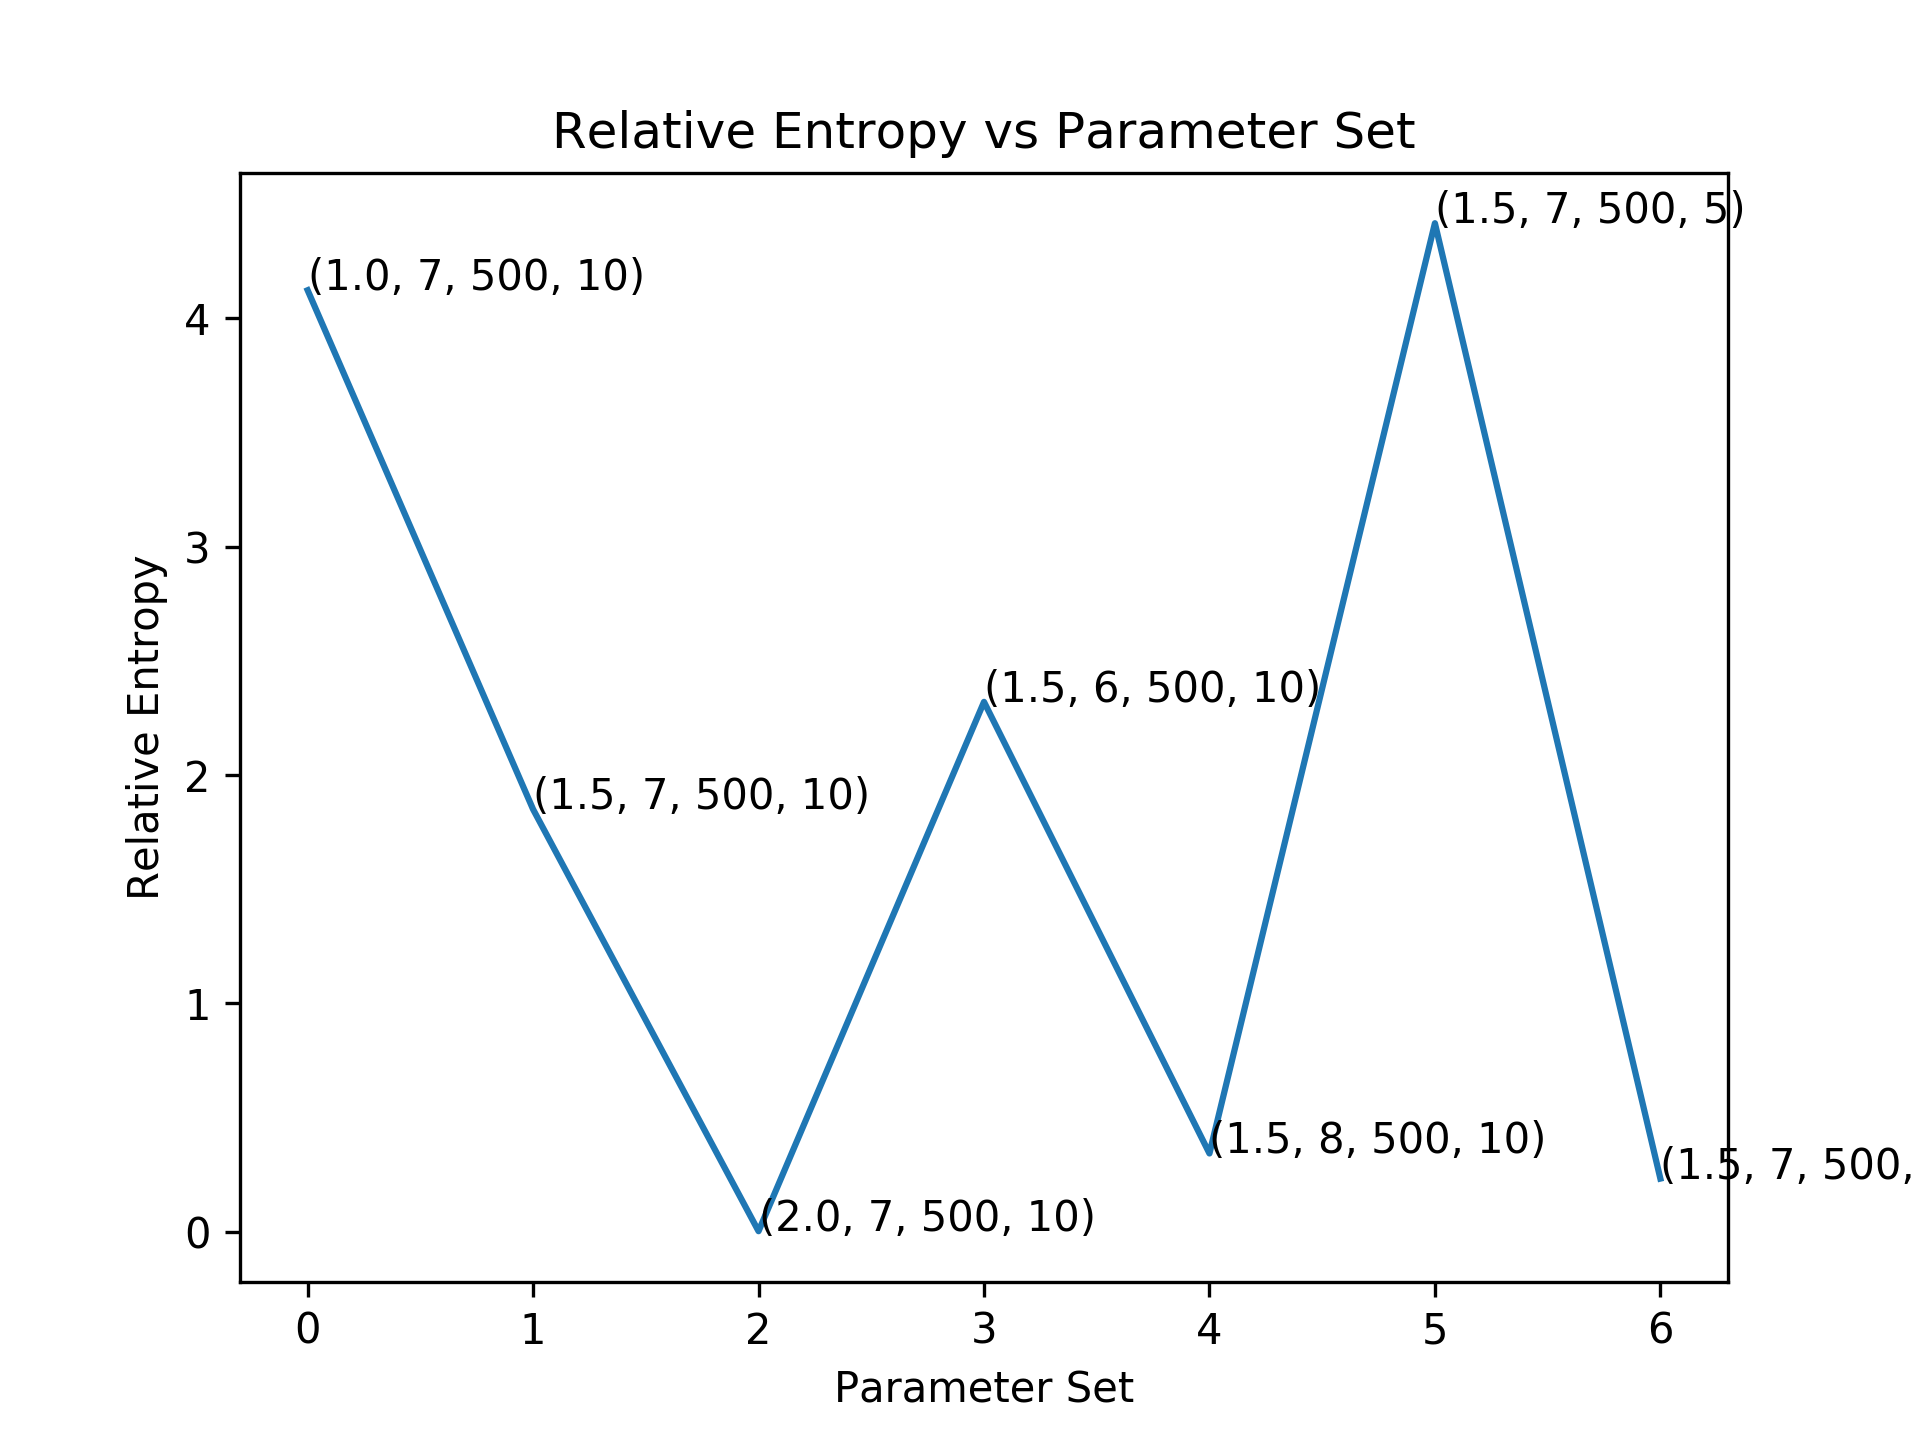 Relative Entropy vs Parameter Set
(1.5, 7, 500, 5)
(1.0, 7, 500, 10)
4
3
(1.5, 6, 500, 10)
2
(1.5, 7, 500, 10)
1
(1.5, 8, 500, 10)
(1.5, 7, 500,
(2.0, 7, 500, 10)
0
Relative Entropy
0 1 2 3 4 5 6
Parameter Set